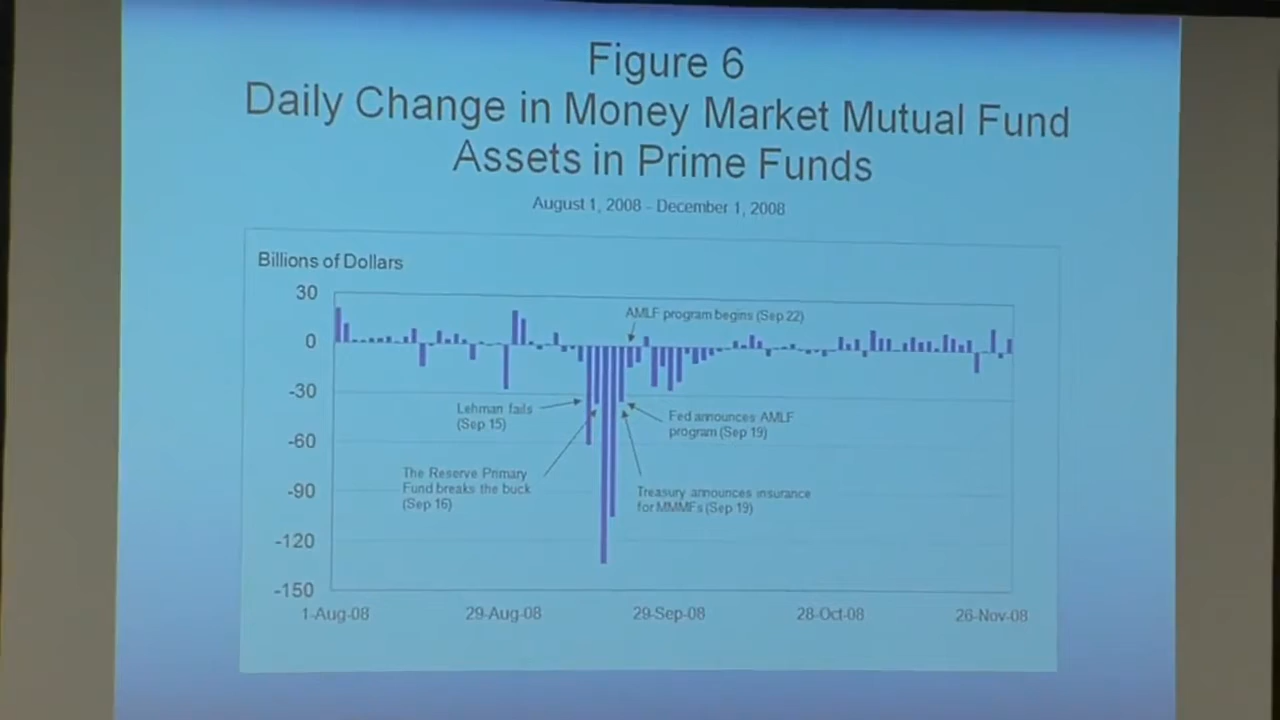 Figure 6
Daily Change in Money Market Mutual Fund
Assets in Prime Funds
August 1, 2008 - December 1, 2008
Billions of Dollars
30
0
-30
-60
-90
-120
-150
AMLF program begins (Sep 22)
Lehman fails
(Sep 15)
Fed announces AMLF
program (Sep 19)
The Reserve Primary
Fund breaks the buck
(Sep 16)
Treasury announces insurance
for MMMFs (Sep 19)
1-Aug-08
29-Aug-08
29-Sep-08
28-Oct-08
26-Nov-08